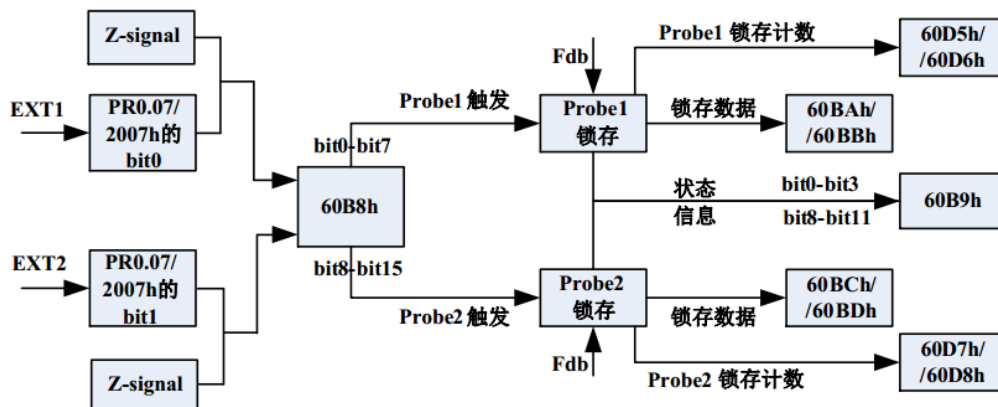 Z-signal
EXT1
PR0.07/
2007h的
bit0
Probe1 触发
bit0-bit7
60B8h
bit8-bit15
Probe2 触发
EXT2
PR0.07/
2007h的
bit1
Z-signal
Fdb
Probe1
锁存
Probe1 锁存计数
60D5h/
/60D6h
锁存数据
60BAh/
/60BBh
状态
信息
bit0-bit3
bit8-bit11
60B9h
Probe2
锁存
Fdb
锁存数据
60BCh/
/60BDh
Probe2 锁存计数
60D7h/
/60D8h